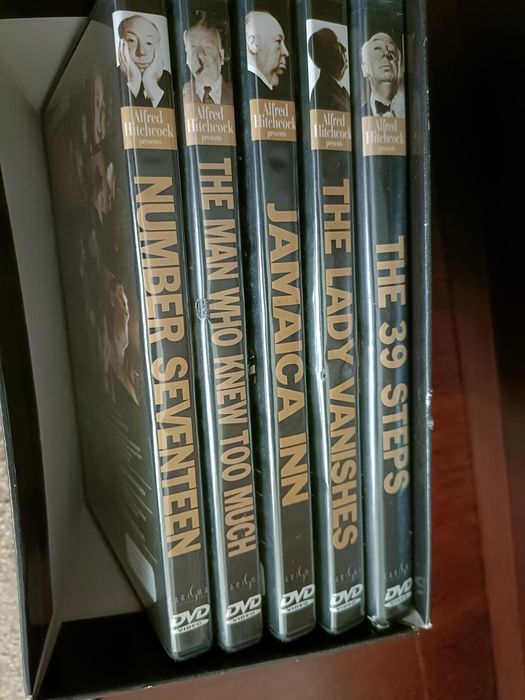 Alfred
Hitchcock
presents
NUMBER SEVENTEEN
CARISMA
DVD
VIDEO
Alfred
Hitchcock
presents
THE MAN WHO KNEW TOO MUCH
DVD
VIDEO
Alfred
Hitchcock
presents
JAMAICA INN
DVD
VIDEO
Alfred
Hitchcock
presents
THE LADY VANISHES
DVD
VIDEO
Alfred
Hitchcock
presents
THE 39 STEPS
DVD
VIDEO